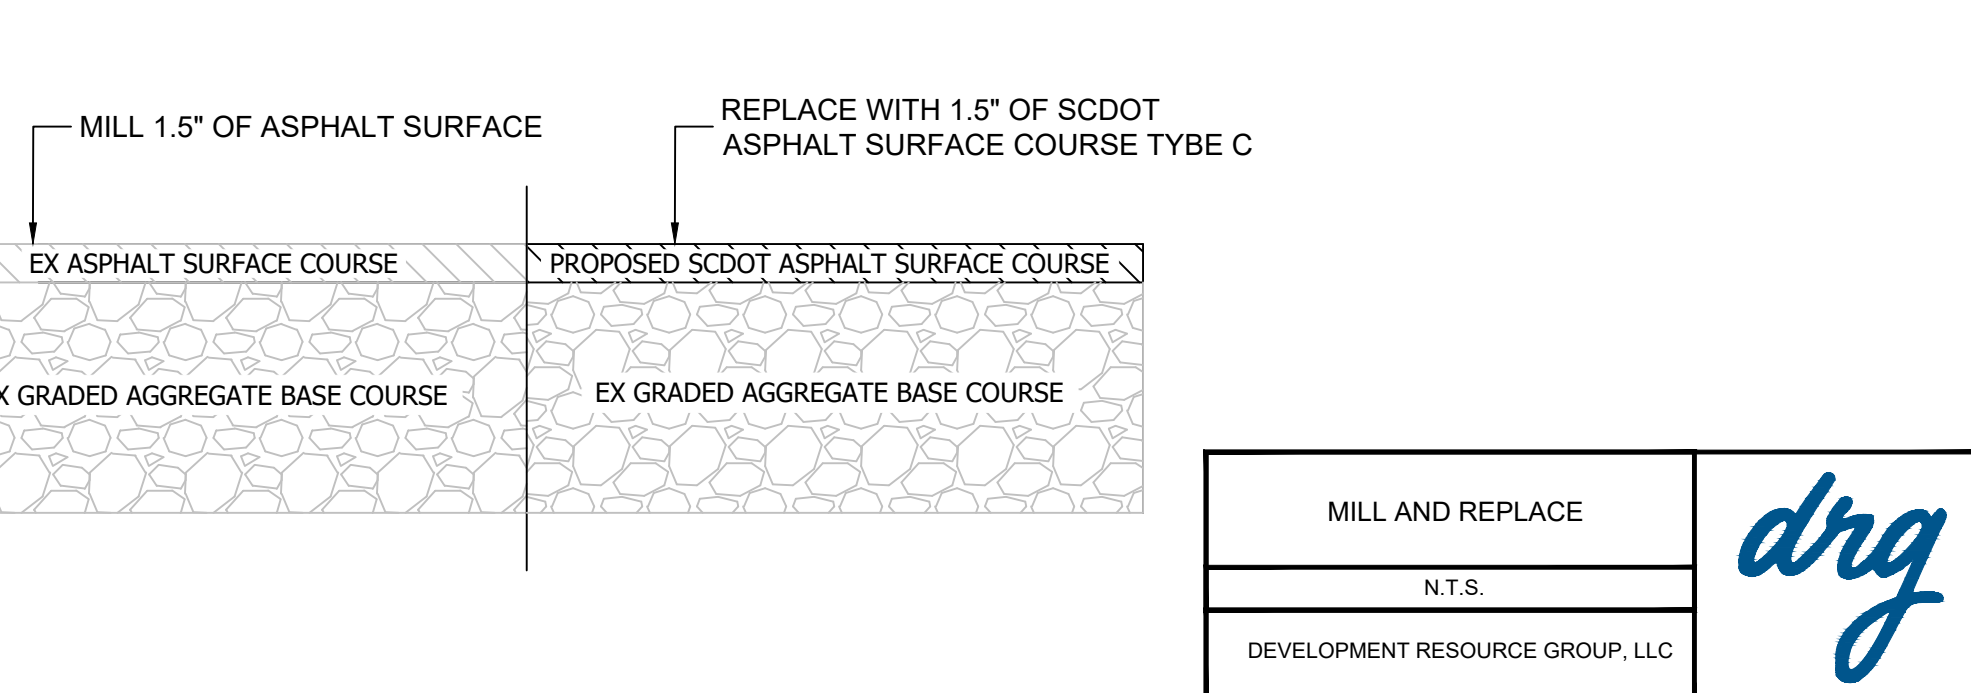 MILL 1.5" OF ASPHALT SURFACE
REPLACE WITH 1.5" OF SCDOT
ASPHALT SURFACE COURSE TYBE C
EX ASPHALT SURFACE COURSE
PROPOSED SCDOT ASPHALT SURFACE COURSE
X GRADED AGGREGATE BASE COURSE
EX GRADED AGGREGATE BASE COURSE
MILL AND REPLACE
N.T.S.
DEVELOPMENT RESOURCE GROUP, LLC
drg